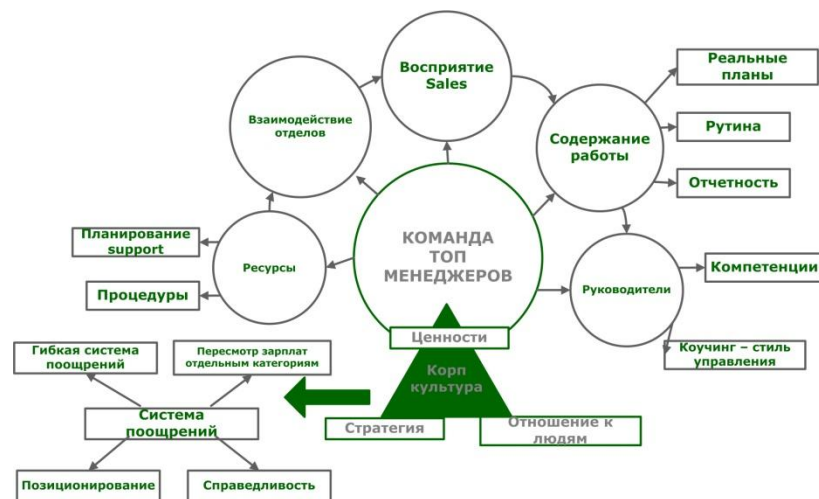 Восприятие
Sales
Реальные
планы
Взаимодействие
отделов
Рутина
Содержание
работы
Отчетность
КОМАНДА
ТОП
МЕНЕДЖЕРОВ
Планирование
support
Ресурсы
Процедуры
Компетенции
Руководители
Ценности
Коучинг – стиль
управления
Гибкая система
поощрений
Пересмотр зарплат
отдельным категориям
Корп
культура
Система
поощрений
Стратегия
Отношение к
людям
Позиционирование
Справедливость